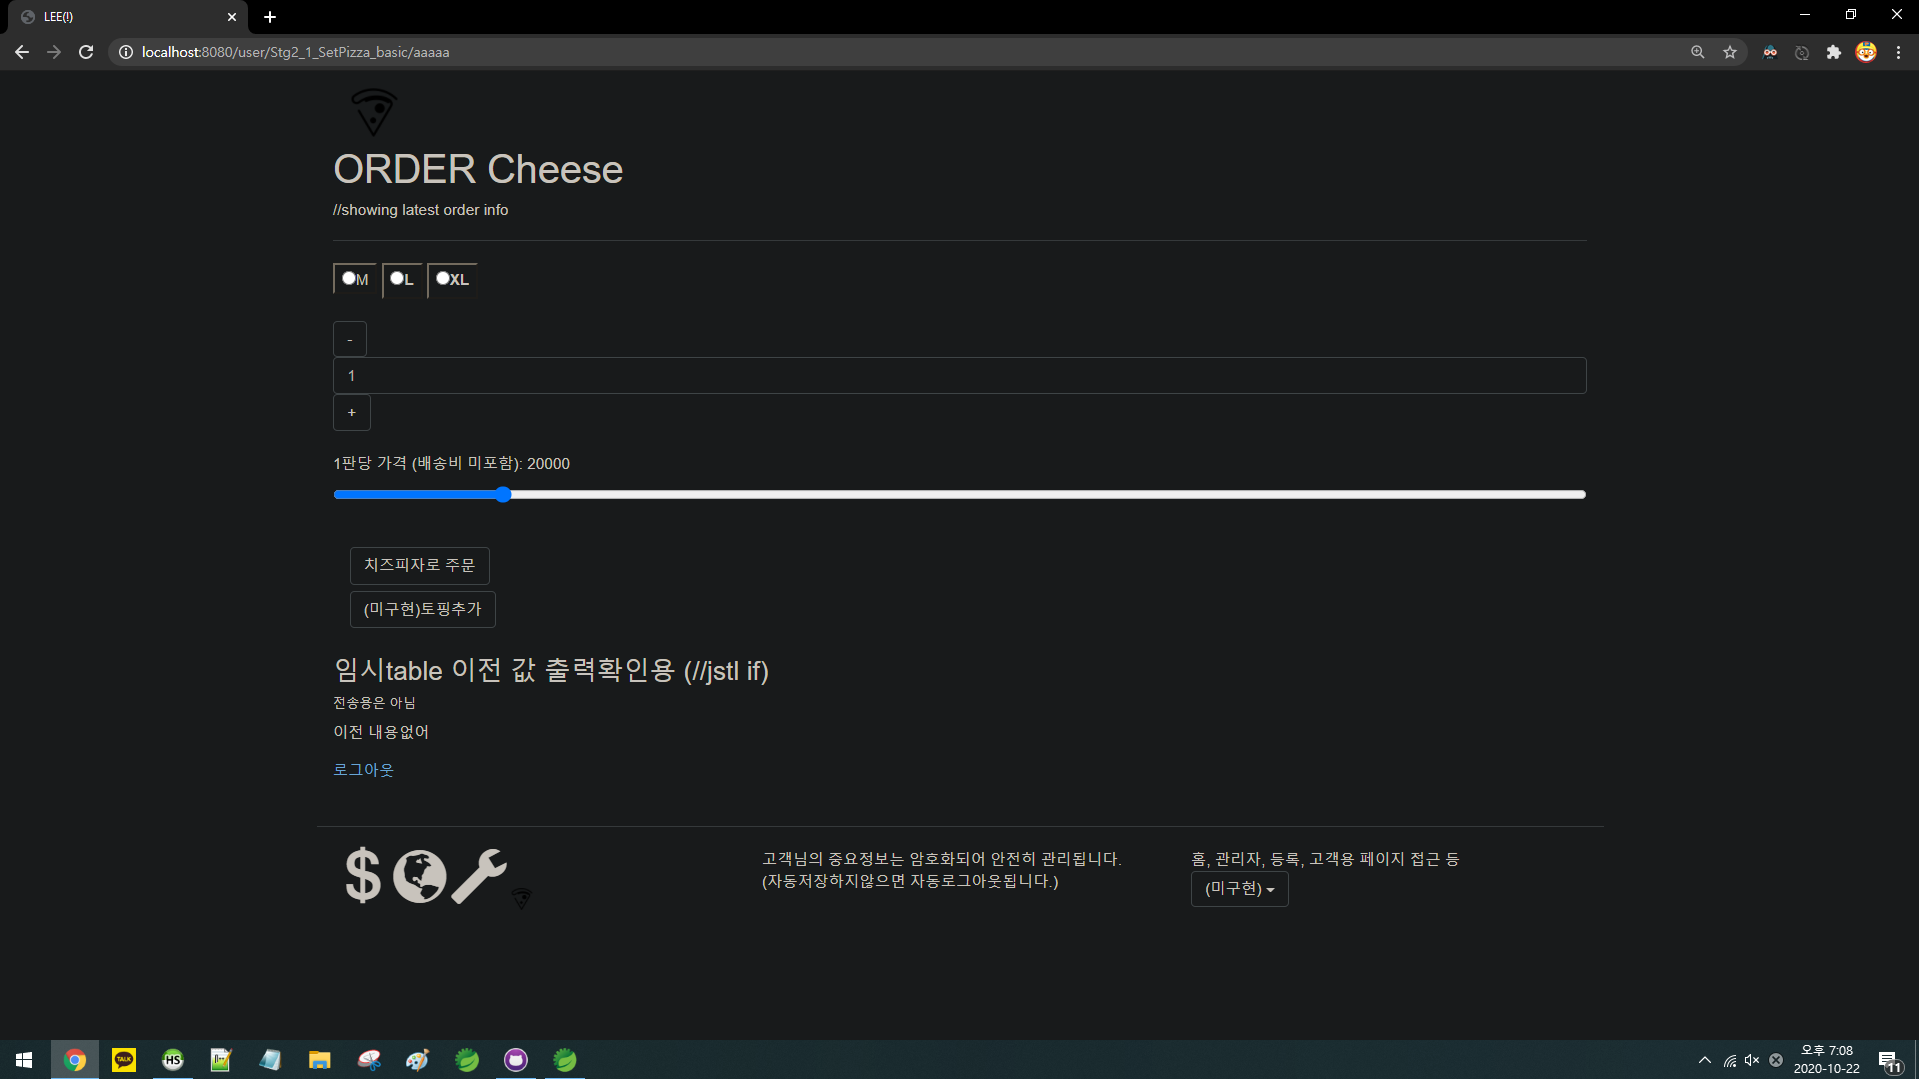 LEE(!)
localhost:8080/user/Stg2_1_SetPizza_basic/aaaaa
ORDER Cheese
//showing latest order info
M L XL
-
1
+
1판당 가격 (배송비 미포함): 20000
치즈피자로 주문
(미구현)토핑추가
임시table 이전 값 출력확인용 (//jstl if)
전송용은 아님
이전 내용없어
로그아웃
고객님의 중요정보는 암호화되어 안전히 관리됩니다.
(자동저장하지않으면 자동로그아웃됩니다.)
홈, 관리자, 등록, 고객용 페이지 접근 등
(미구현)
TALK
HS
오후 7:08
2020-10-22
11